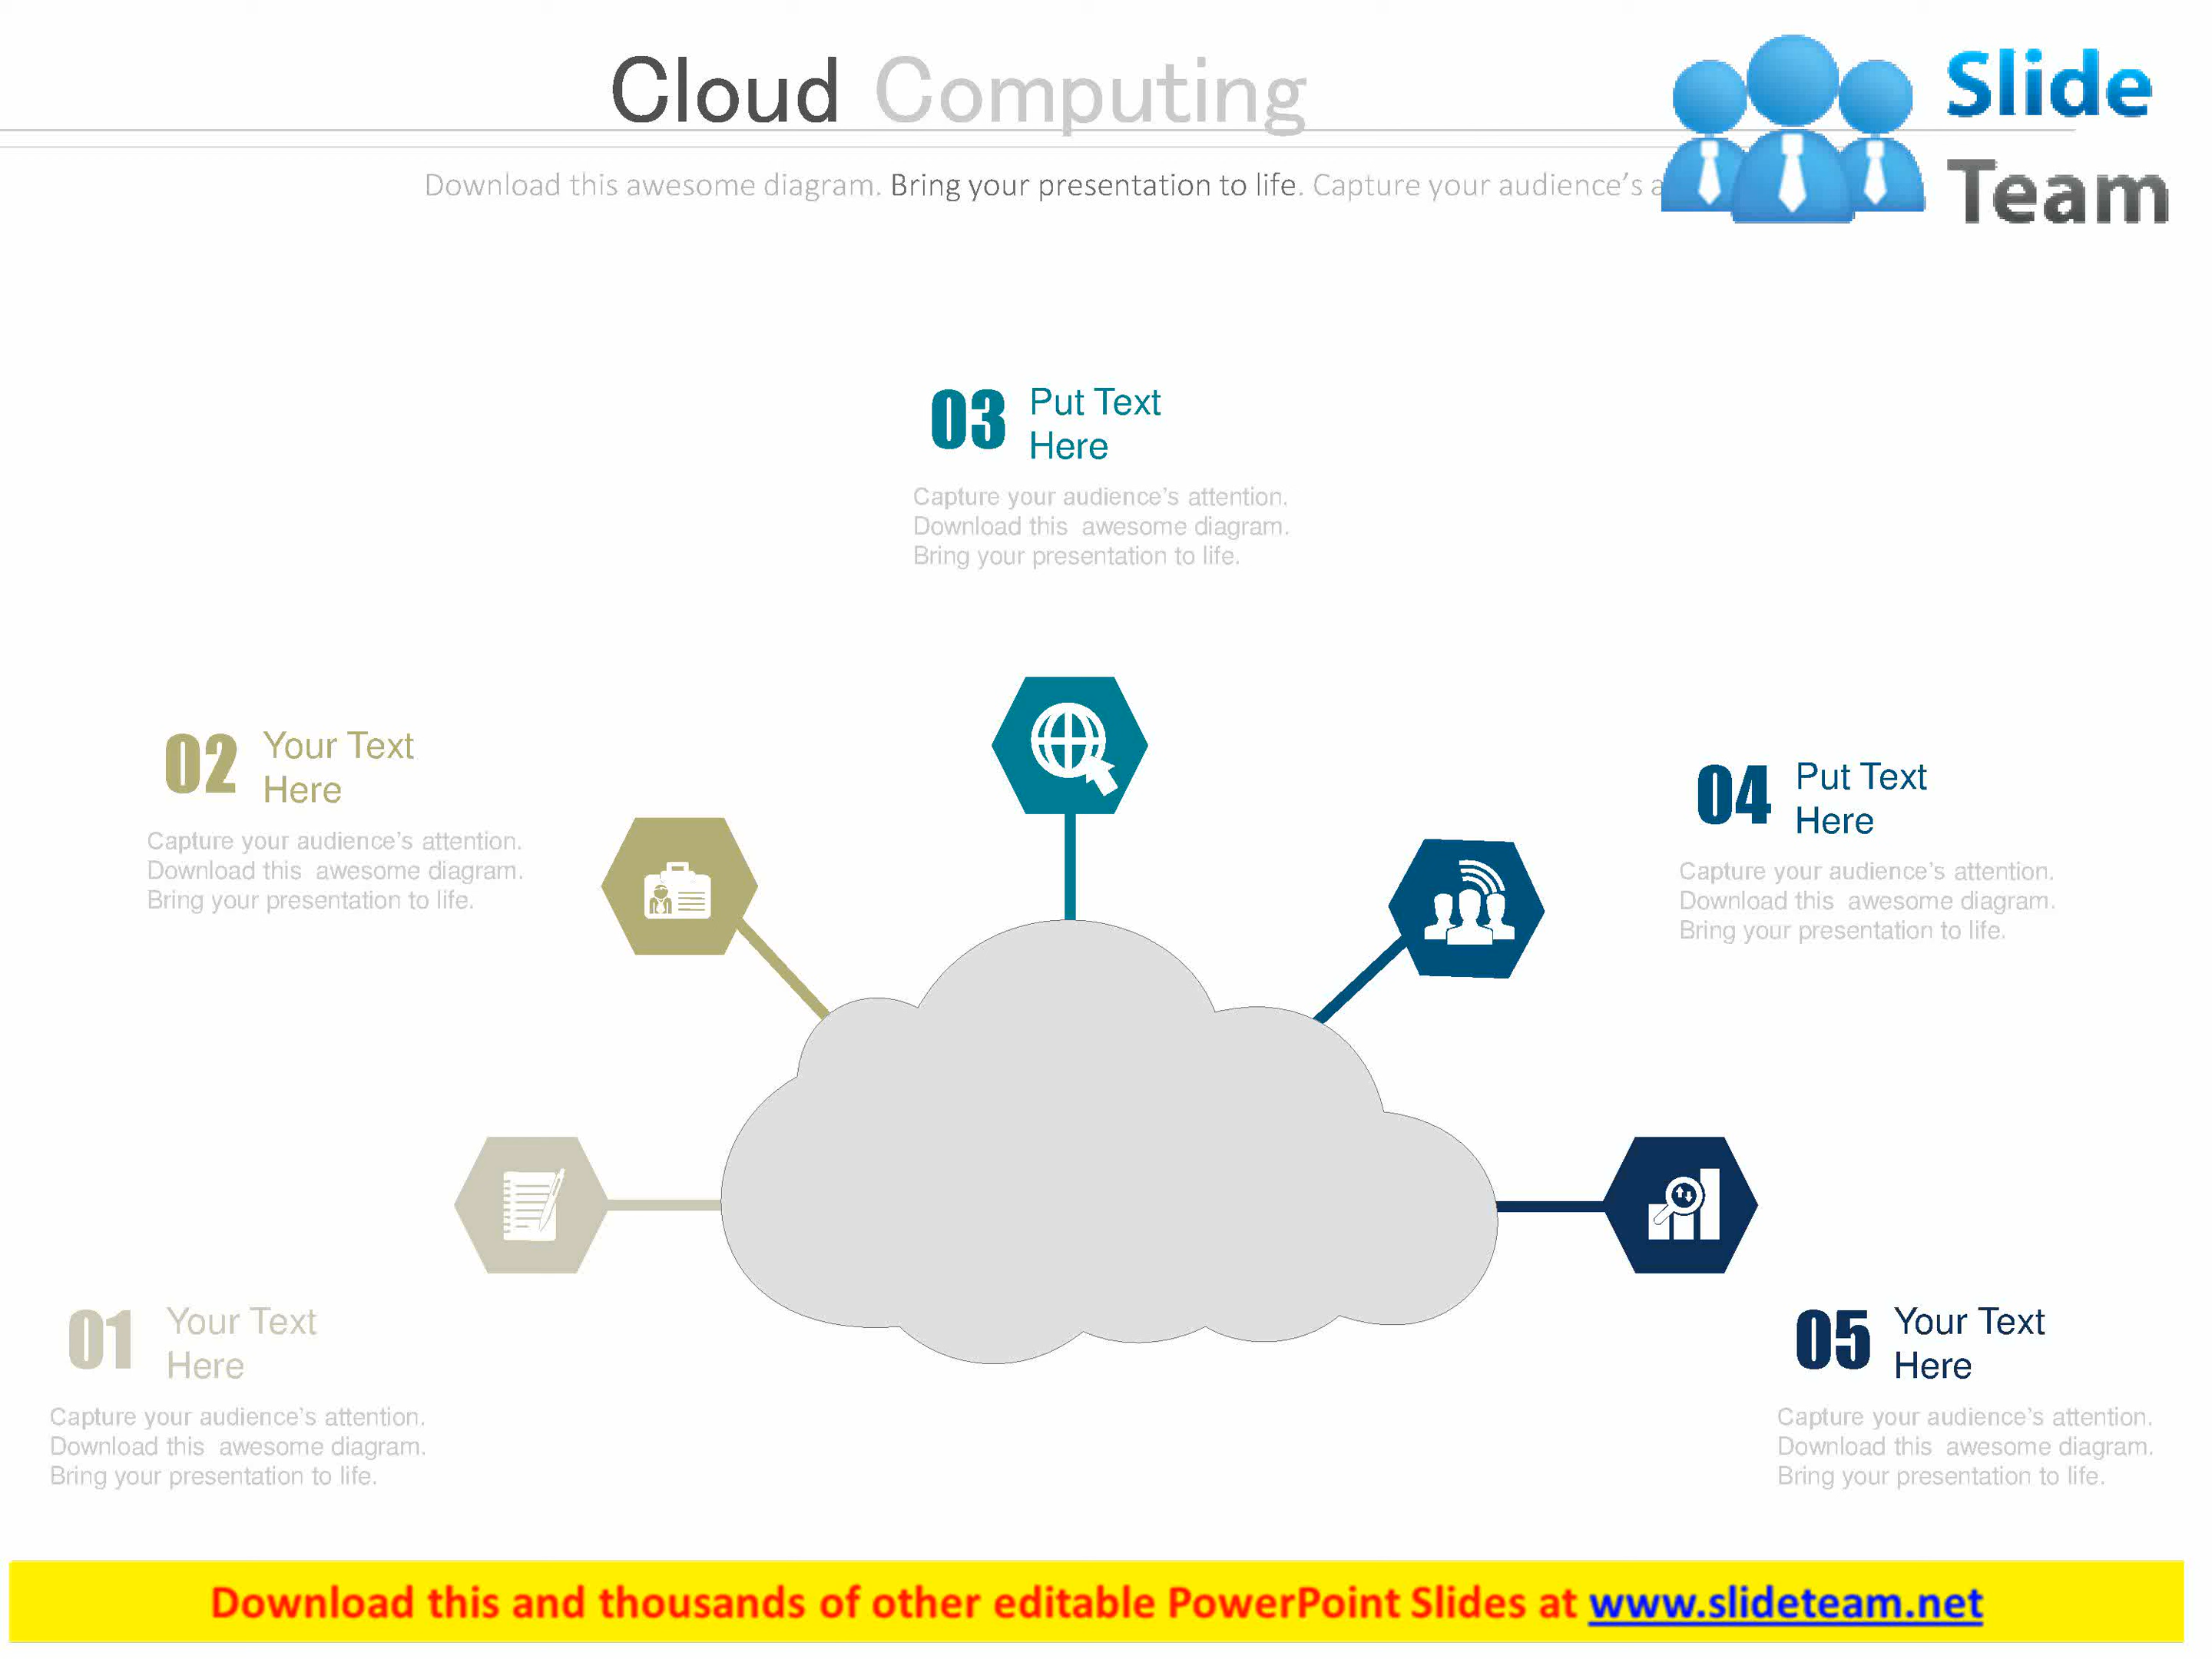 Cloud Computing
Slide
Team
Download this awesome diagram. Bring your presentation to life. Capture your audience’s a
03 Put Text
Here
Capture your audience’s attention.
Download this awesome diagram.
Bring your presentation to life.
02 Your Text
Here
Capture your audience’s attention.
Download this awesome diagram.
Bring your presentation to life.
04 Put Text
Here
Capture your audience’s attention.
Download this awesome diagram.
Bring your presentation to life.
01 Your Text
Here
Capture your audience’s attention.
Download this awesome diagram.
Bring your presentation to life.
05 Your Text
Here
Capture your audience’s attention.
Download this awesome diagram.
Bring your presentation to life.
Download this and thousands of other editable PowerPoint Slides at www.slideteam.net